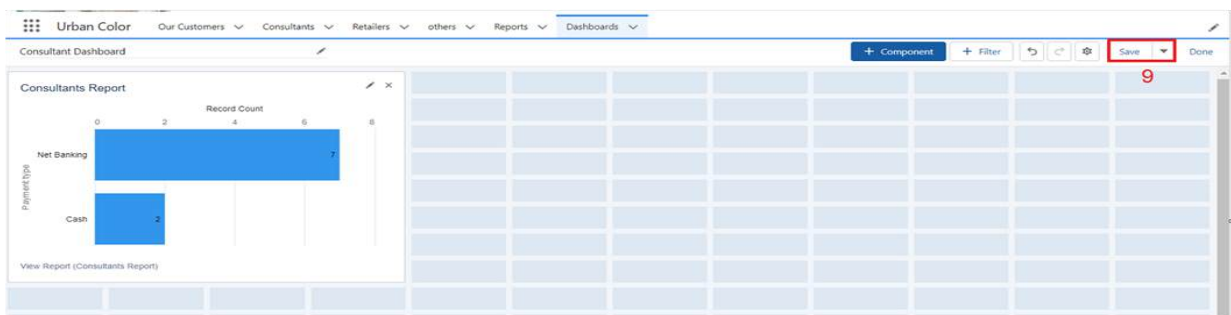 Urban Color Our Customers Consultants Retailers others Reports Dashboards
Consultant Dashboard + Component + Filter Save Done
9
Consultants Report
Record Count
0 2 4 6 8
Net Banking 7
Payment type
Cash 2
View Report (Consultants Report)